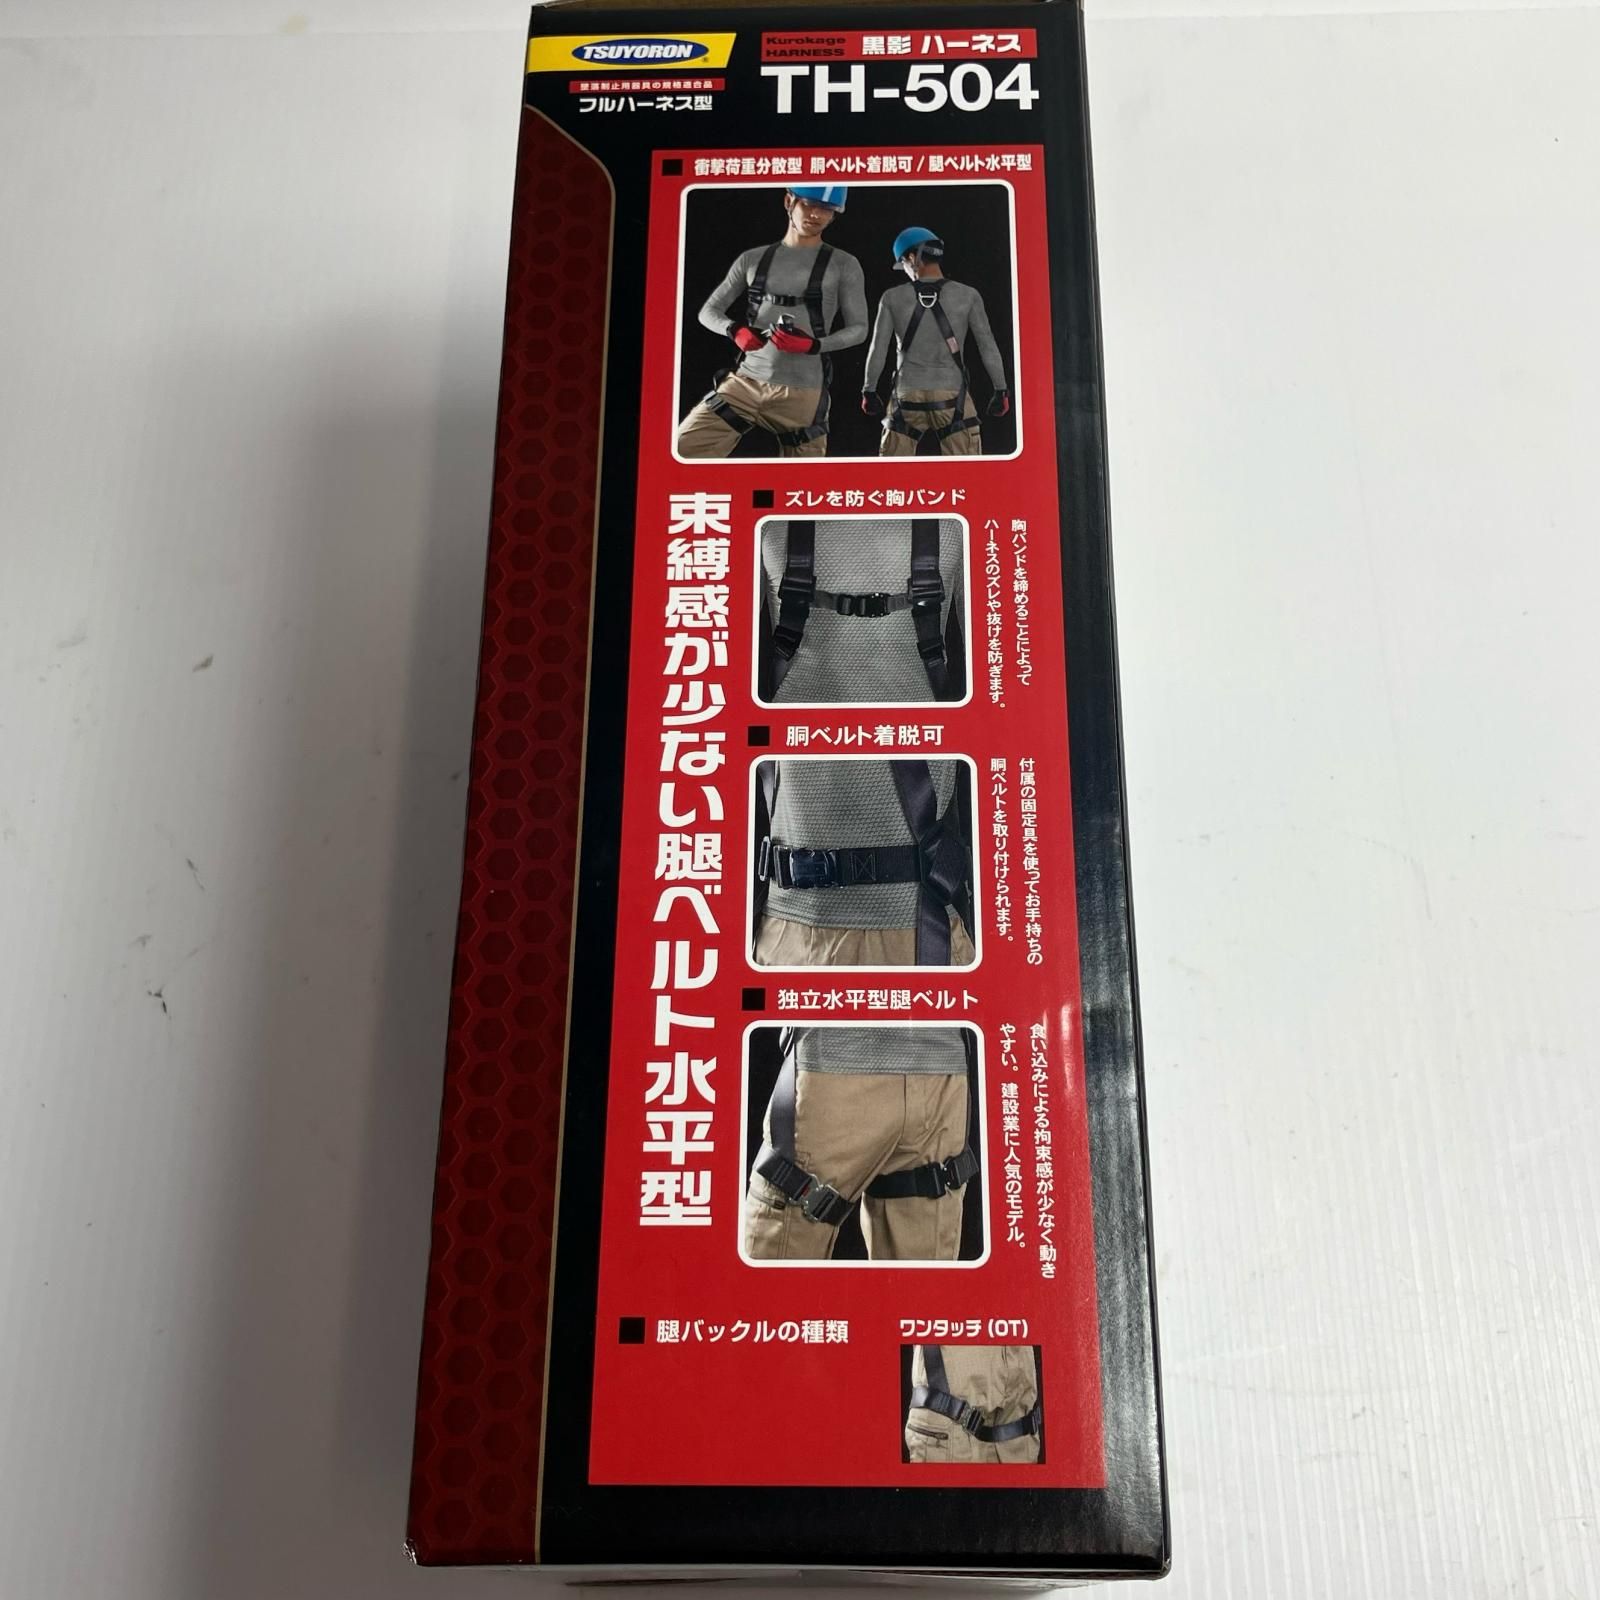 TSUYORON
墜落制止用器具の規格適合品
フルハーネス型
Kurokage
HARNESS
黒影 ハーネス
TH-504
衝撃荷重分散型 胴ベルト着脱可 / 腿ベルト水平型
束縛感が少ない腿ベルト水平型
ズレを防ぐ胸バンド
胸バンドを締めることによって
ハーネスのズレや抜けを防ぎます。
胴ベルト着脱可
付属の固定具を使ってお手持ちの
胴ベルトを取り付けられます。
独立水平型腿ベルト
食い込みによる拘束感が少なく動き
やすい。建設業に人気のモデル。
腿バックルの種類
ワンタッチ(OT)